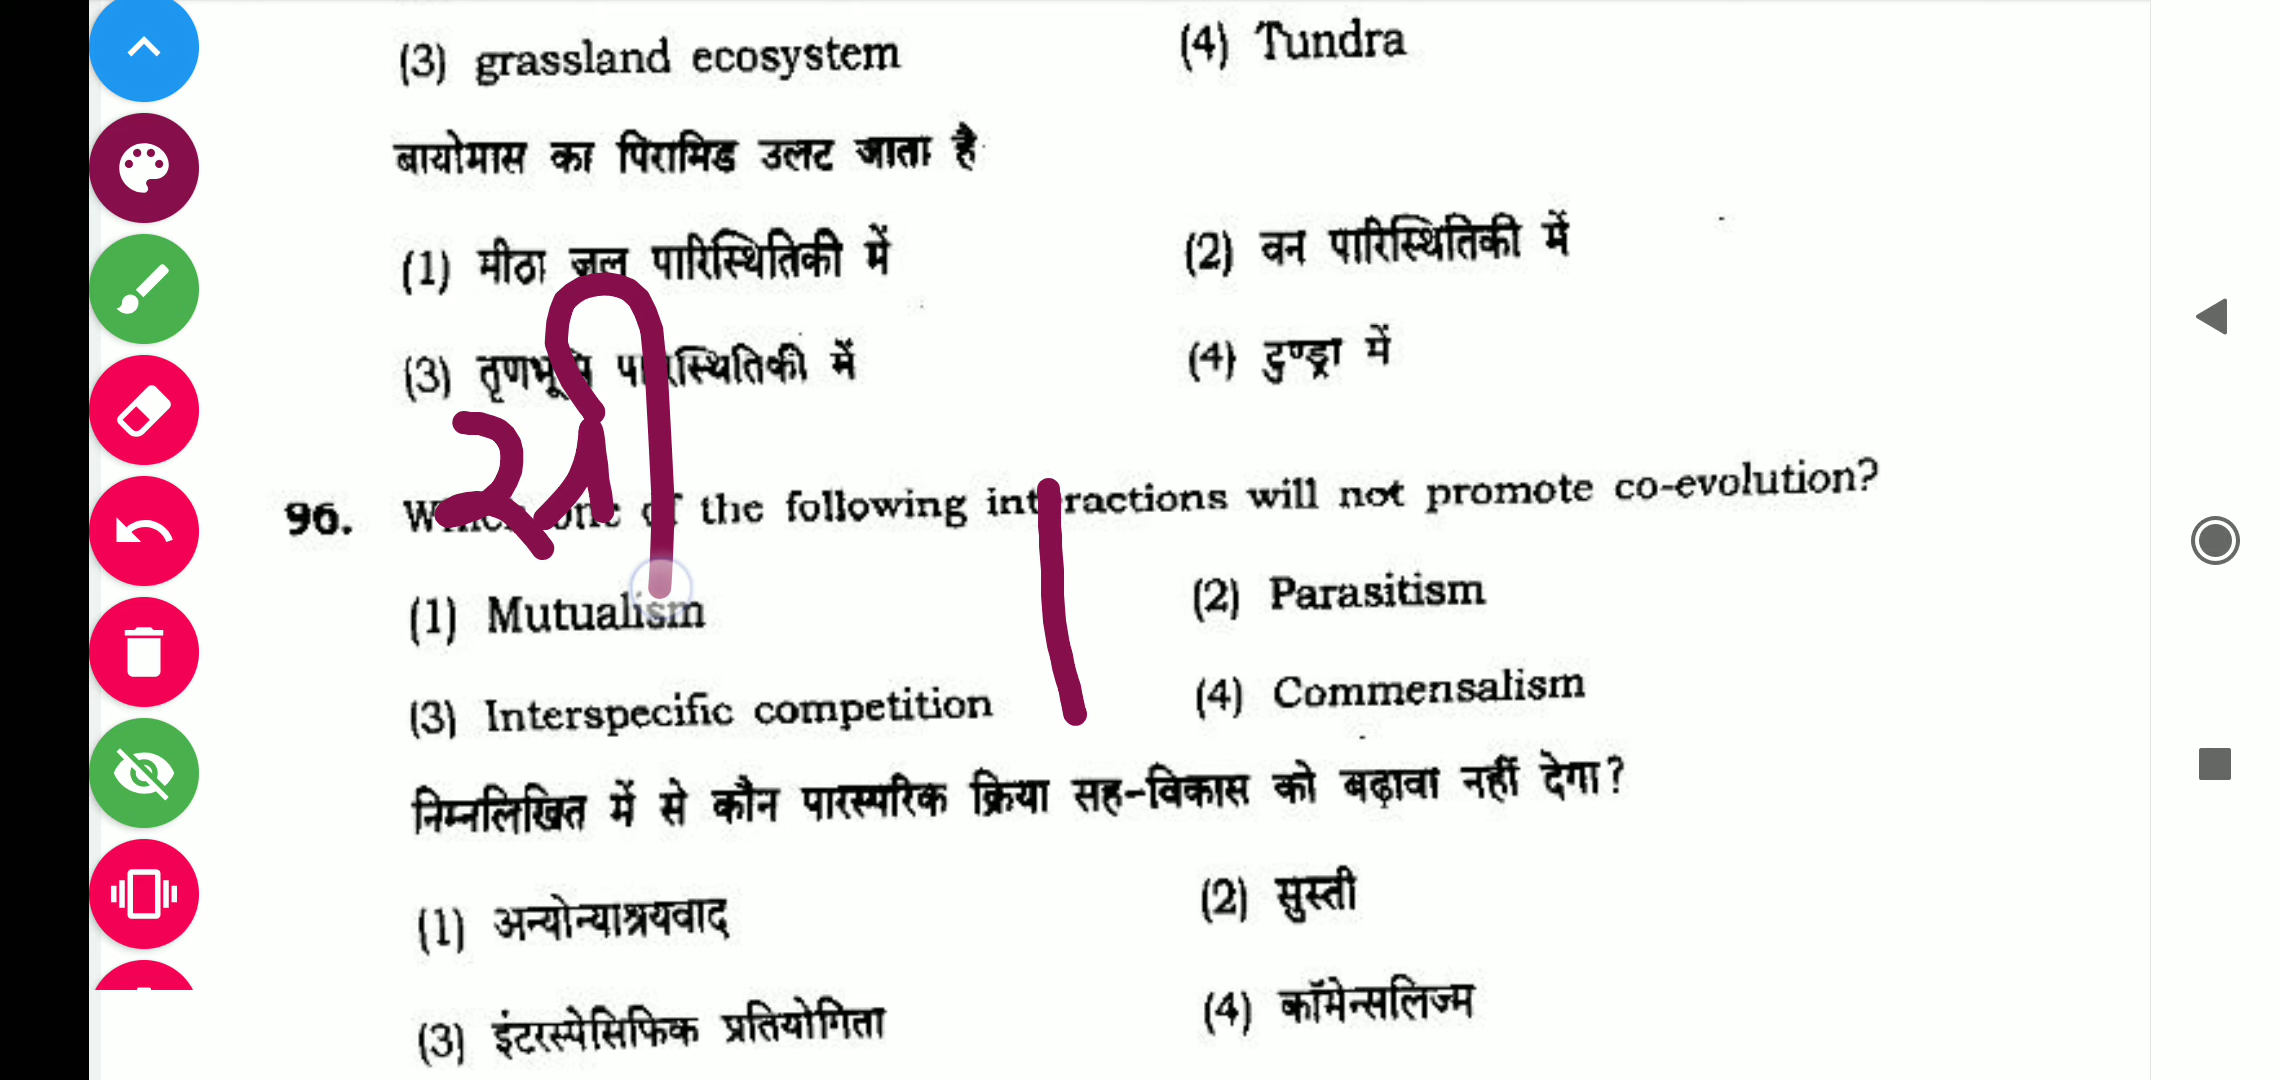 (3) grassland ecosystem (4) Tundra
बायोमास का पिरामिड उलट जाता है
(1) मीठा जल पारिस्थितिकी में (2) वन पारिस्थितिकी में
(3) तृणभूमि पारिस्थितिकी में (4) टुण्ड्रा में
96. Which one of the following interactions will not promote co-evolution?
(1) Mutualism (2) Parasitism
(3) Interspecific competition (4) Commensalism
निम्नलिखित में से कौन पारस्परिक क्रिया सह-विकास को बढ़ावा नहीं देगा?
(1) अन्योन्याश्रयवाद (2) सुस्ती
(3) इंटरस्पेसिफिक प्रतियोगिता (4) कॉमेन्सलिज्म